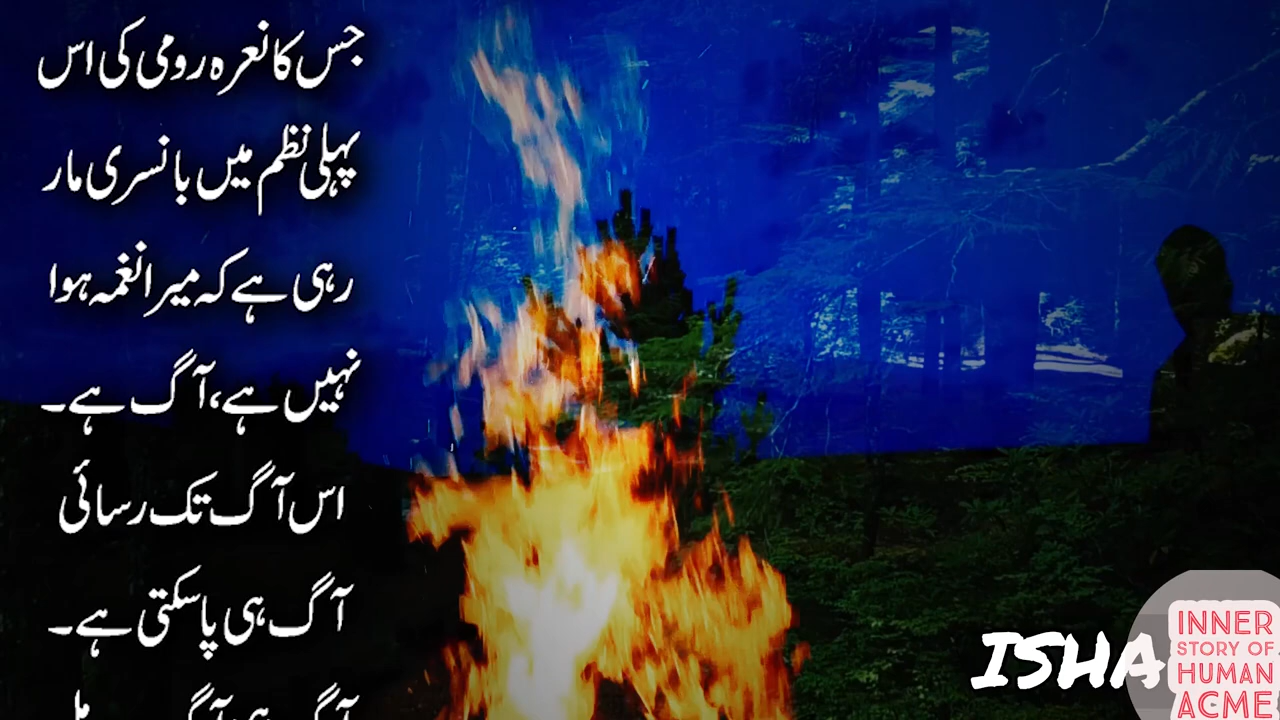 جس کا نعرہ رومی کی اس
پہلی نظم میں بانسری مار
رہی ہے کہ میرا نغمہ ہوا
نہیں ہے، آگ ہے۔
اس آگ تک رسائی
آگ ہی پا سکتی ہے۔
ISHA
INNER
STORY OF
HUMAN
ACME